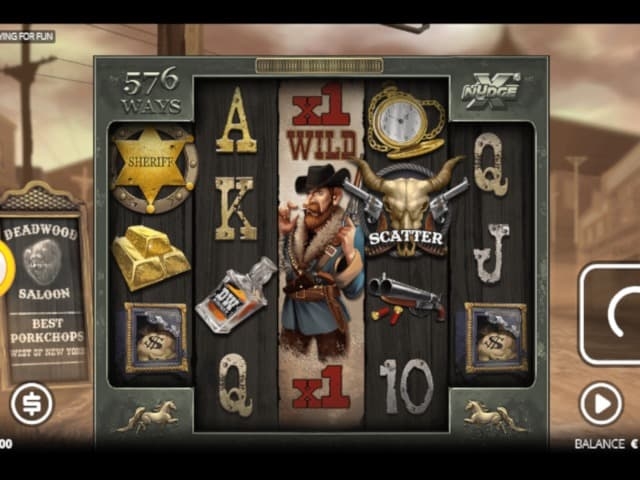 YING FOR FUN
576
WAYS
x1
WILD
NUDGE
X
A
SHERIFF
Q
K
SCATTER
DEADWOOD
SALOON
J
DW
BEST
PORKCHOPS
WEST OF NEW YORK
$
$
Q
x1
10
$
00
BALANCE €